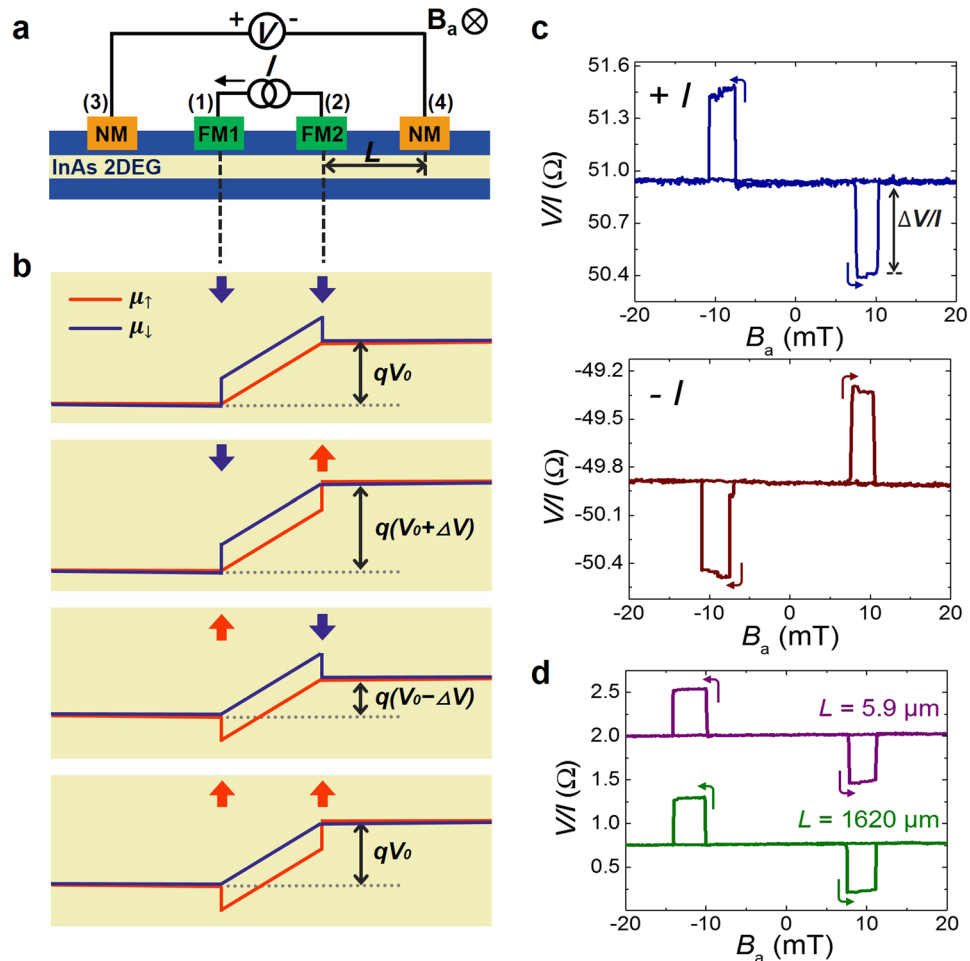 a
+ V -
Bₐ ⊗
I
(3) (1) (2) (4)
NM FM1 FM2 NM
L
InAs 2DEG
b
μ↑
μ↓
qV₀
q(V₀+ΔV)
q(V₀−ΔV)
qV₀
c
+ I
V/I (Ω)
51.6
51.3
51.0
50.7
50.4
ΔV/I
-20 -10 0 10 20
Bₐ (mT)
- I
V/I (Ω)
-49.2
-49.5
-49.8
-50.1
-50.4
-20 -10 0 10 20
Bₐ (mT)
d
V/I (Ω)
2.5
2.0
1.5
1.0
0.5
L = 5.9 μm
L = 1620 μm
-20 -10 0 10 20
Bₐ (mT)